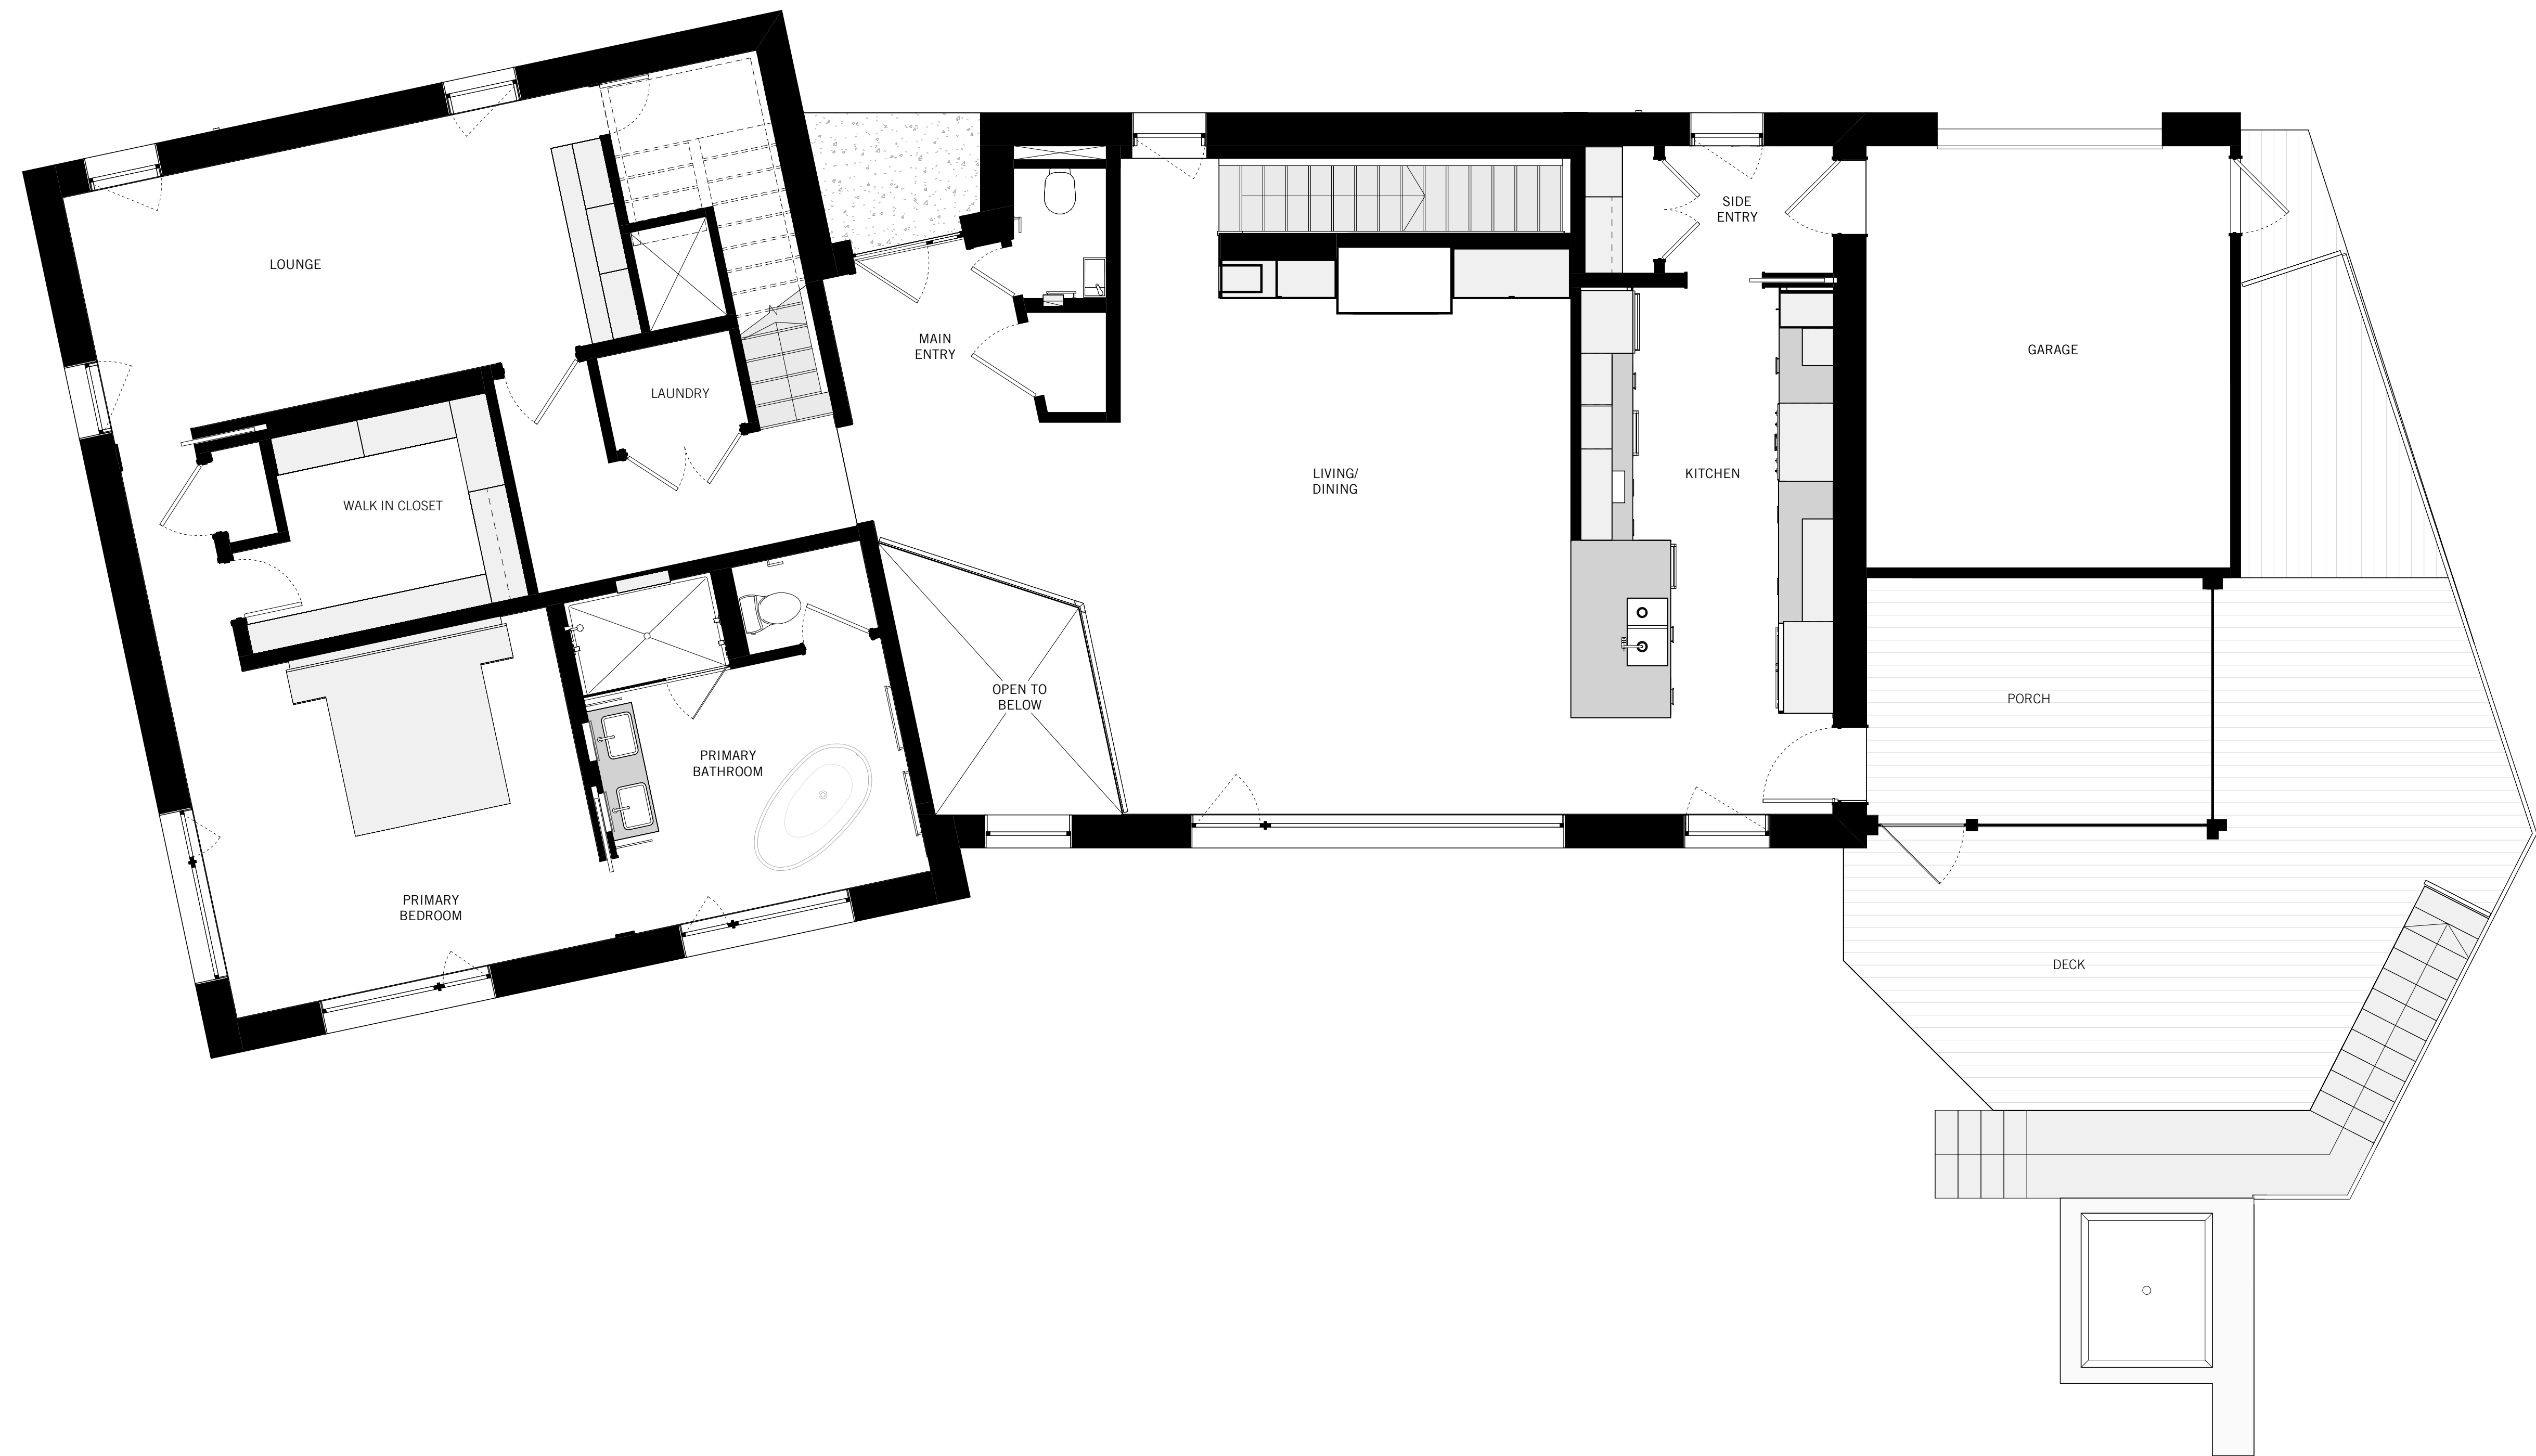 LOUNGE
MAIN
ENTRY
LAUNDRY
WALK IN CLOSET
SIDE
ENTRY
GARAGE
LIVING/
DINING
KITCHEN
OPEN TO
BELOW
PORCH
PRIMARY
BATHROOM
PRIMARY
BEDROOM
DECK